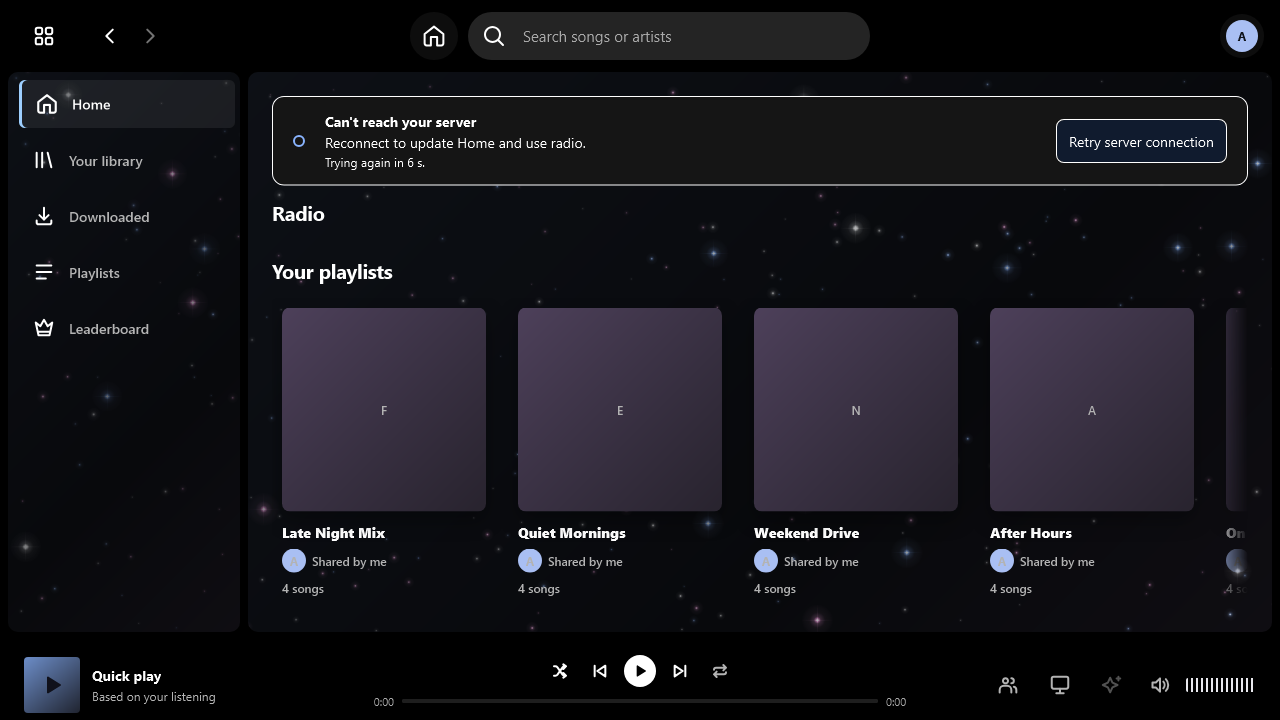 Search songs or artists
A
Home
Your library
Downloaded
Playlists
Leaderboard
Can't reach your server
Reconnect to update Home and use radio.
Trying again in 6 s.
Retry server connection
Radio
Your playlists
F
E
N
A
Late Night Mix
A Shared by me
4 songs
Quiet Mornings
A Shared by me
4 songs
Weekend Drive
A Shared by me
4 songs
After Hours
A Shared by me
4 songs
On
Quick play
Based on your listening
0:00
0:00